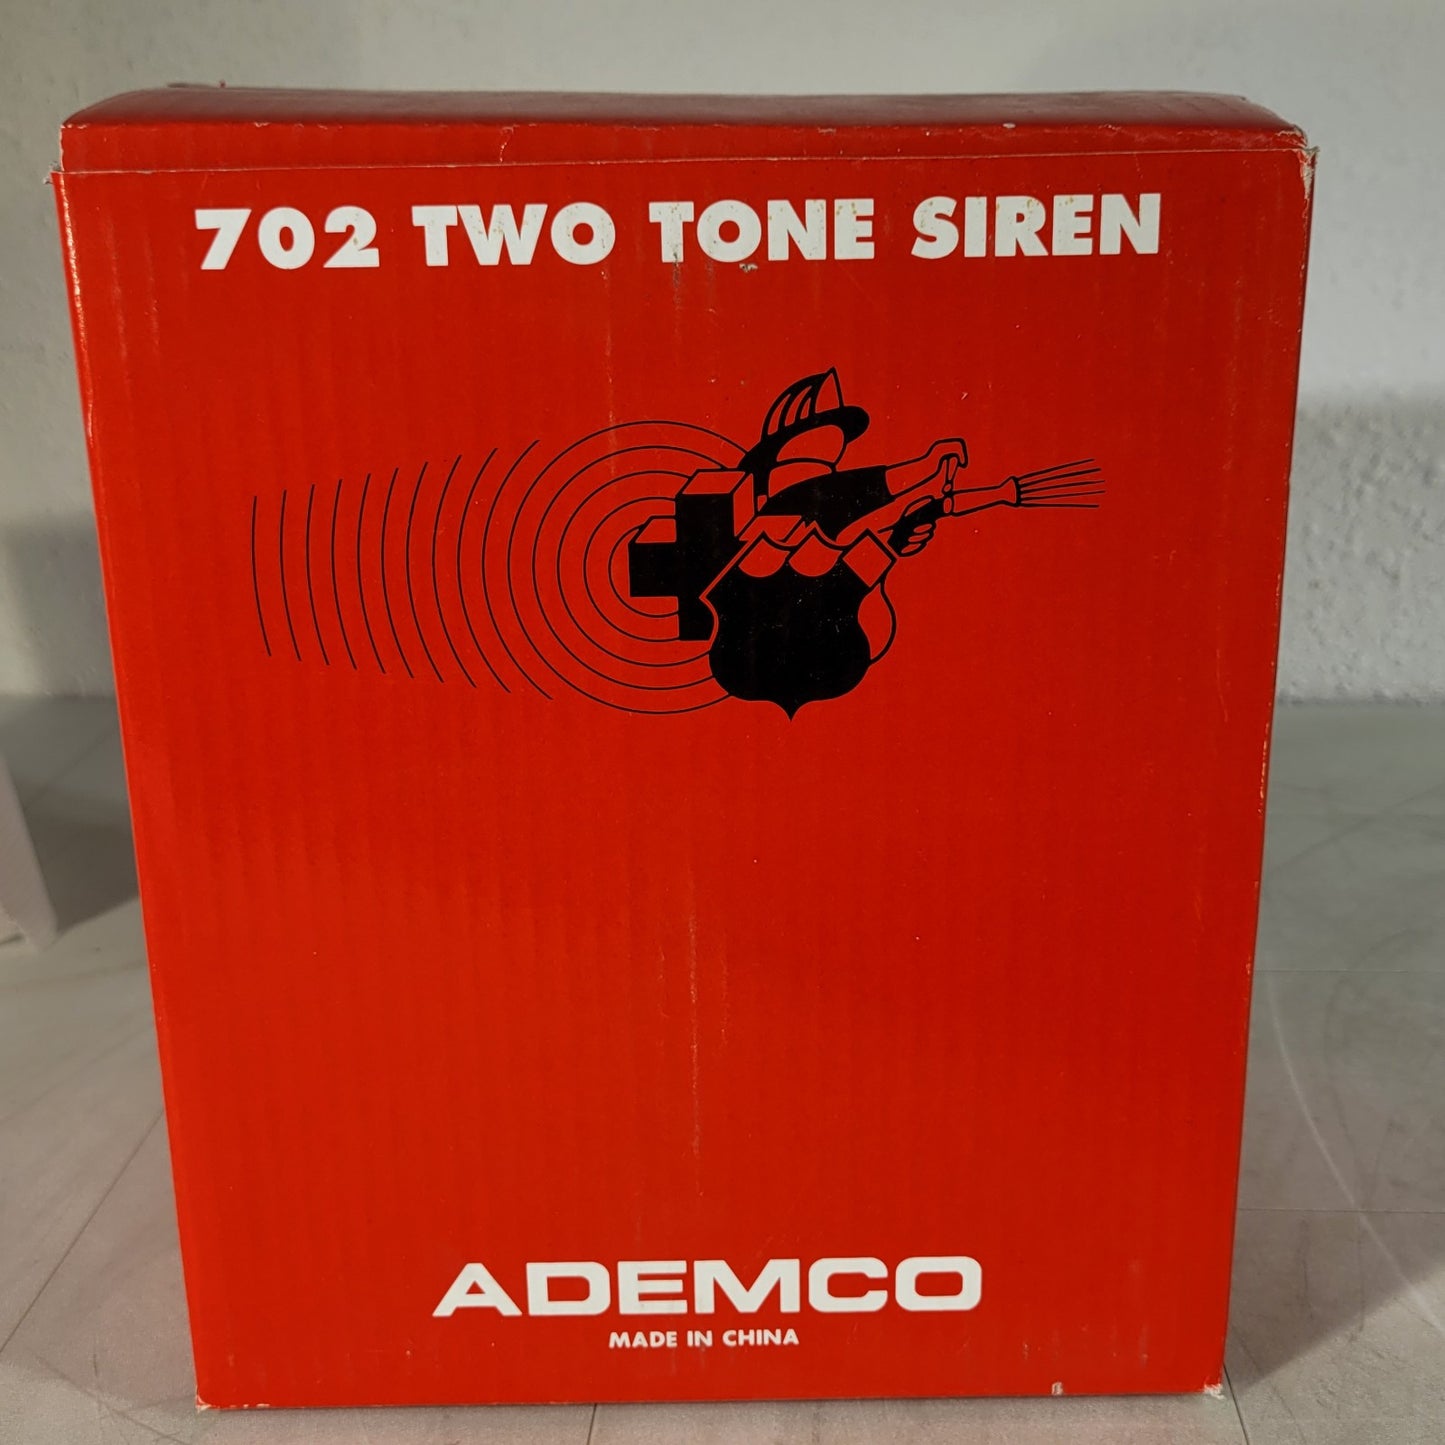 702 TWO TONE SIREN
ADEMCO
MADE IN CHINA